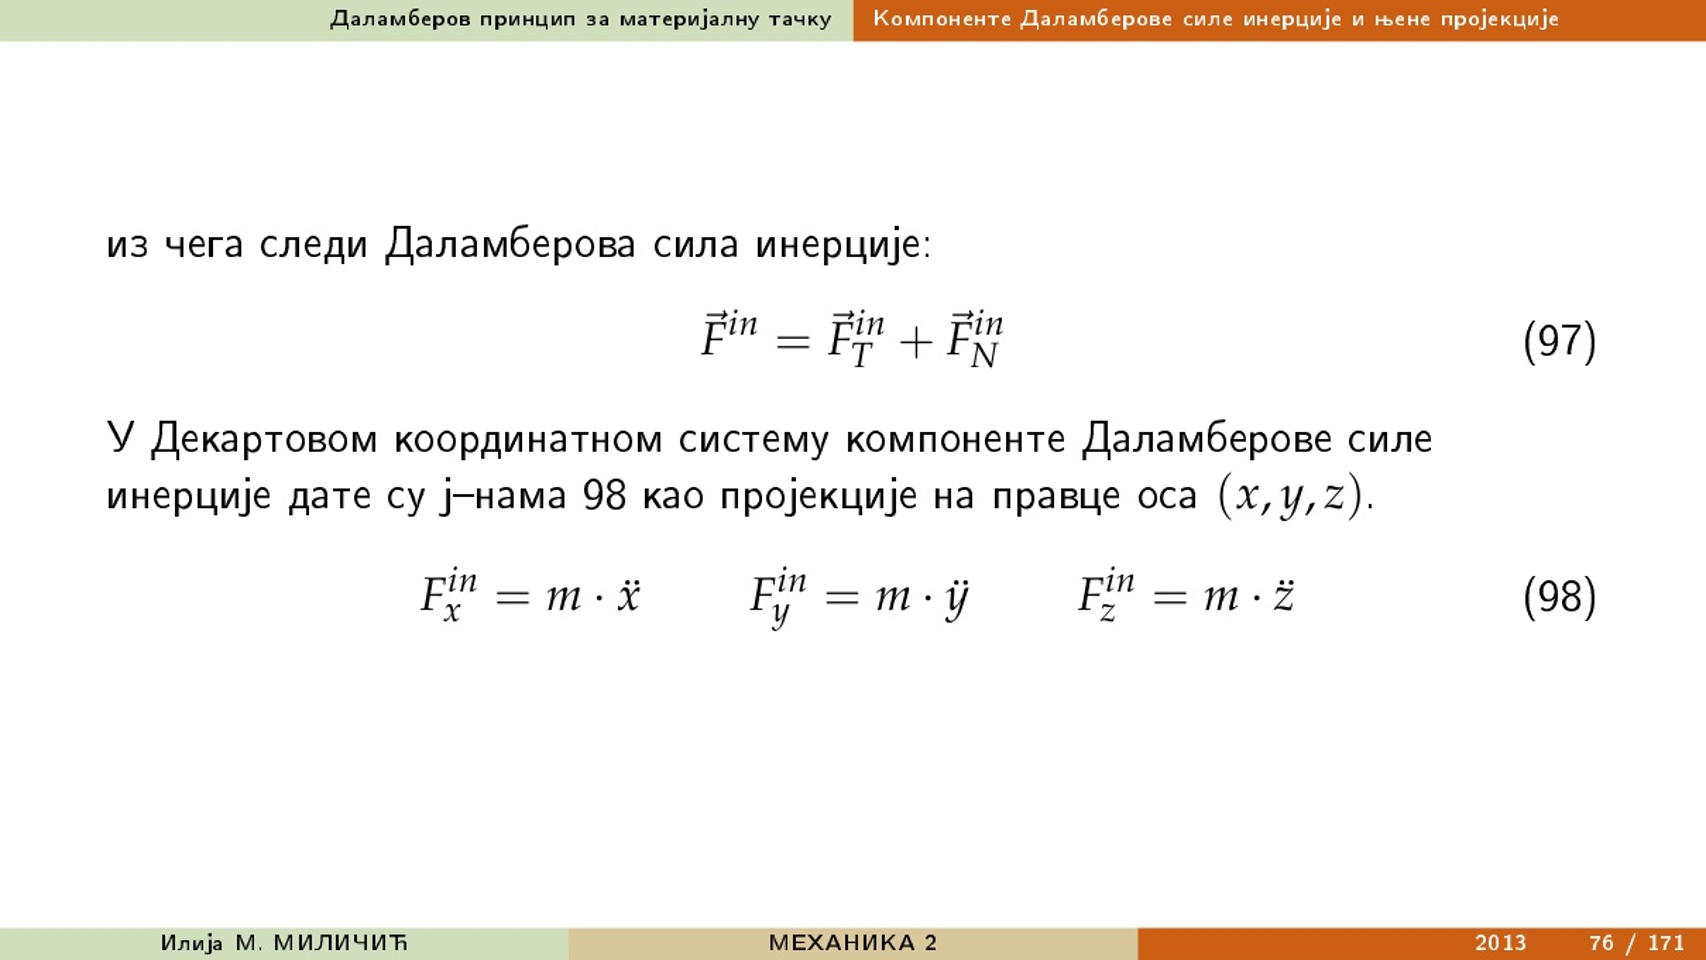 Даламберов принцип за материјалну тачку
Компоненте Даламберове силе инерције и њене пројекције
из чега следи Даламберова сила инерције:
$\vec{F}^{in} = \vec{F}_T^{in} + \vec{F}_N^{in}$ (97)
У Декартовом координатном систему компоненте Даламберове силе
инерције дате су ј–нама 98 као пројекције на правце оса $(x, y, z)$.
$F_x^{in} = m \cdot \ddot{x}$ $F_y^{in} = m \cdot \ddot{y}$ $F_z^{in} = m \cdot \ddot{z}$ (98)
Илија М. МИЛИЧИЋ
МЕХАНИКА 2
2013 76 / 171